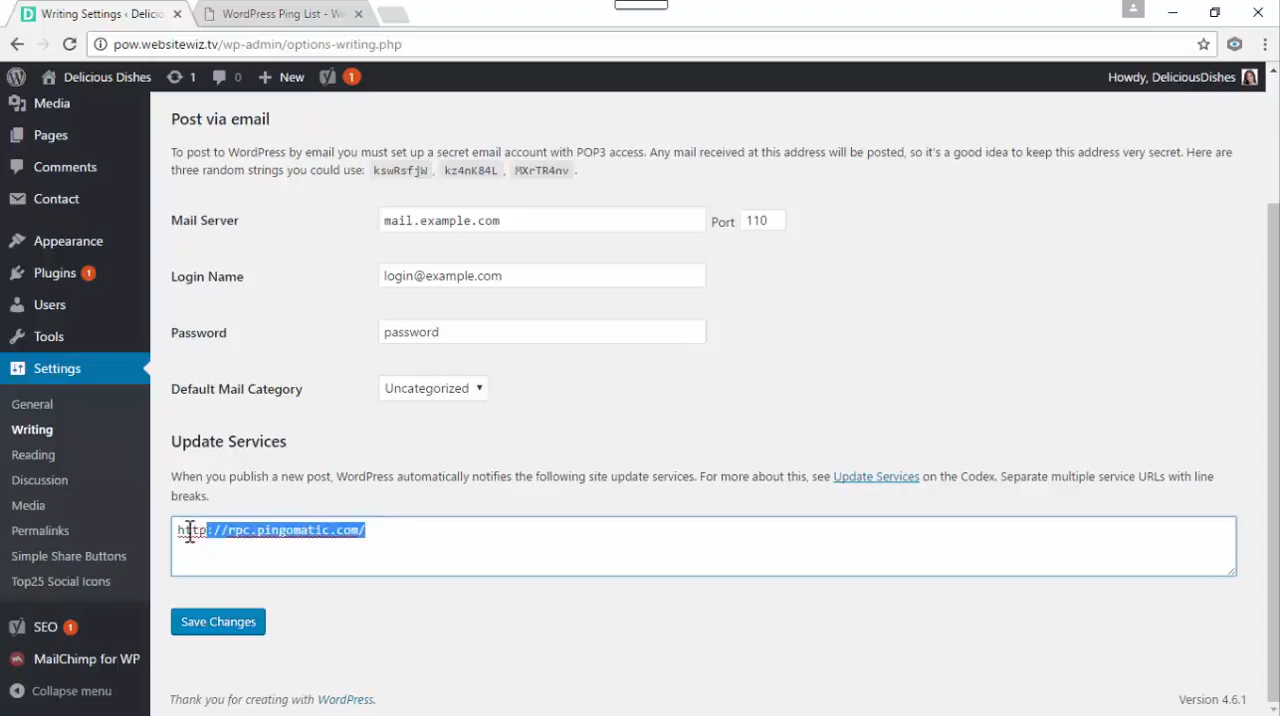 Writing Settings ‹ Delicio
WordPress Ping List - We
pow.websitewiz.tv/wp-admin/options-writing.php
Delicious Dishes 1 0 New 1 Howdy, DeliciousDishes
Media
Pages
Comments
Contact
Appearance
Plugins 1
Users
Tools
Settings
General
Writing
Reading
Discussion
Media
Permalinks
Simple Share Buttons
Top25 Social Icons
SEO 1
MailChimp for WP
Collapse menu
Post via email
To post to WordPress by email you must set up a secret email account with POP3 access. Any mail received at this address will be posted, so it's a good idea to keep this address very secret. Here are
three random strings you could use: kswRsfjW, kz4nK84L, MXrTR4nv.
Mail Server mail.example.com Port 110
Login Name login@example.com
Password password
Default Mail Category Uncategorized
Update Services
When you publish a new post, WordPress automatically notifies the following site update services. For more about this, see Update Services on the Codex. Separate multiple service URLs with line
breaks.
http://rpc.pingomatic.com/
Save Changes
Thank you for creating with WordPress. Version 4.6.1